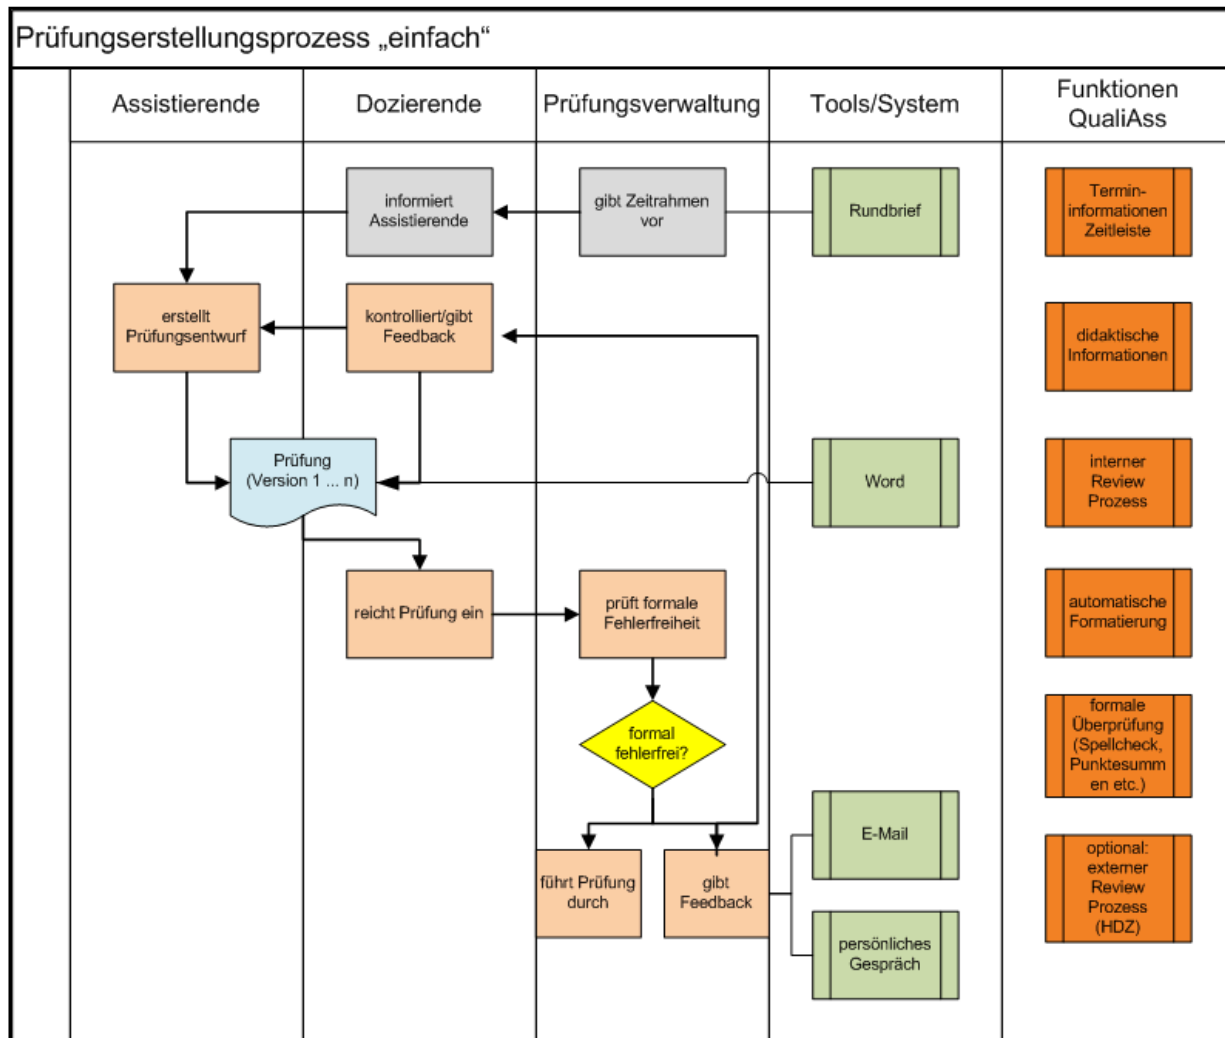 Prüfungserstellungsprozess „einfach“
Assistierende
Dozierende
Prüfungsverwaltung
Tools/System
Funktionen
QualiAss
informiert
Assistierende
gibt Zeitrahmen
vor
Rundbrief
Termin-
informationen
Zeitleiste
erstellt
Prüfungsentwurf
kontrolliert/gibt
Feedback
didaktische
Informationen
Prüfung
(Version 1 ... n)
Word
interner
Review
Prozess
reicht Prüfung ein
prüft formale
Fehlerfreiheit
automatische
Formatierung
formal
fehlerfrei?
formale
Überprüfung
(Spellcheck,
Punktesumm
en etc.)
führt Prüfung
durch
gibt
Feedback
E-Mail
optional:
externer
Review
Prozess
(HDZ)
persönliches
Gespräch